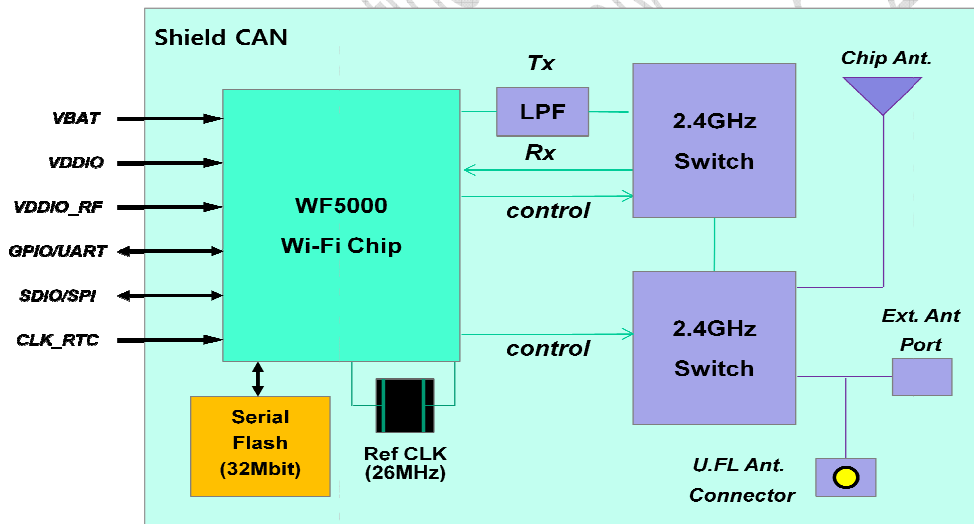 Shield CAN
VBAT
VDDIO
VDDIO_RF
GPIO/UART
SDIO/SPI
CLK_RTC
WF5000
Wi-Fi Chip
Serial
Flash
(32Mbit)
Ref CLK
(26MHz)
Tx
LPF
Rx
control
control
2.4GHz
Switch
2.4GHz
Switch
Chip Ant.
Ext. Ant
Port
U.FL Ant.
Connector